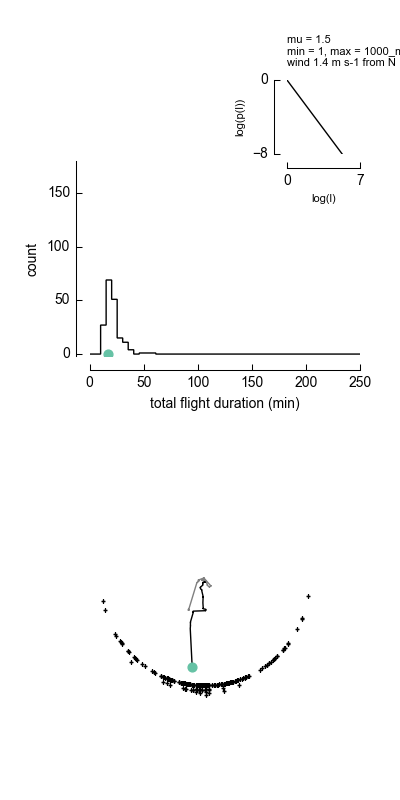 mu = 1.5
min = 1, max = 1000_m
wind 1.4 m s-1 from N
0
log(p(l))
−8
0
7
log(l)
150
100
50
0
count
0
50
100
150
200
250
total flight duration (min)